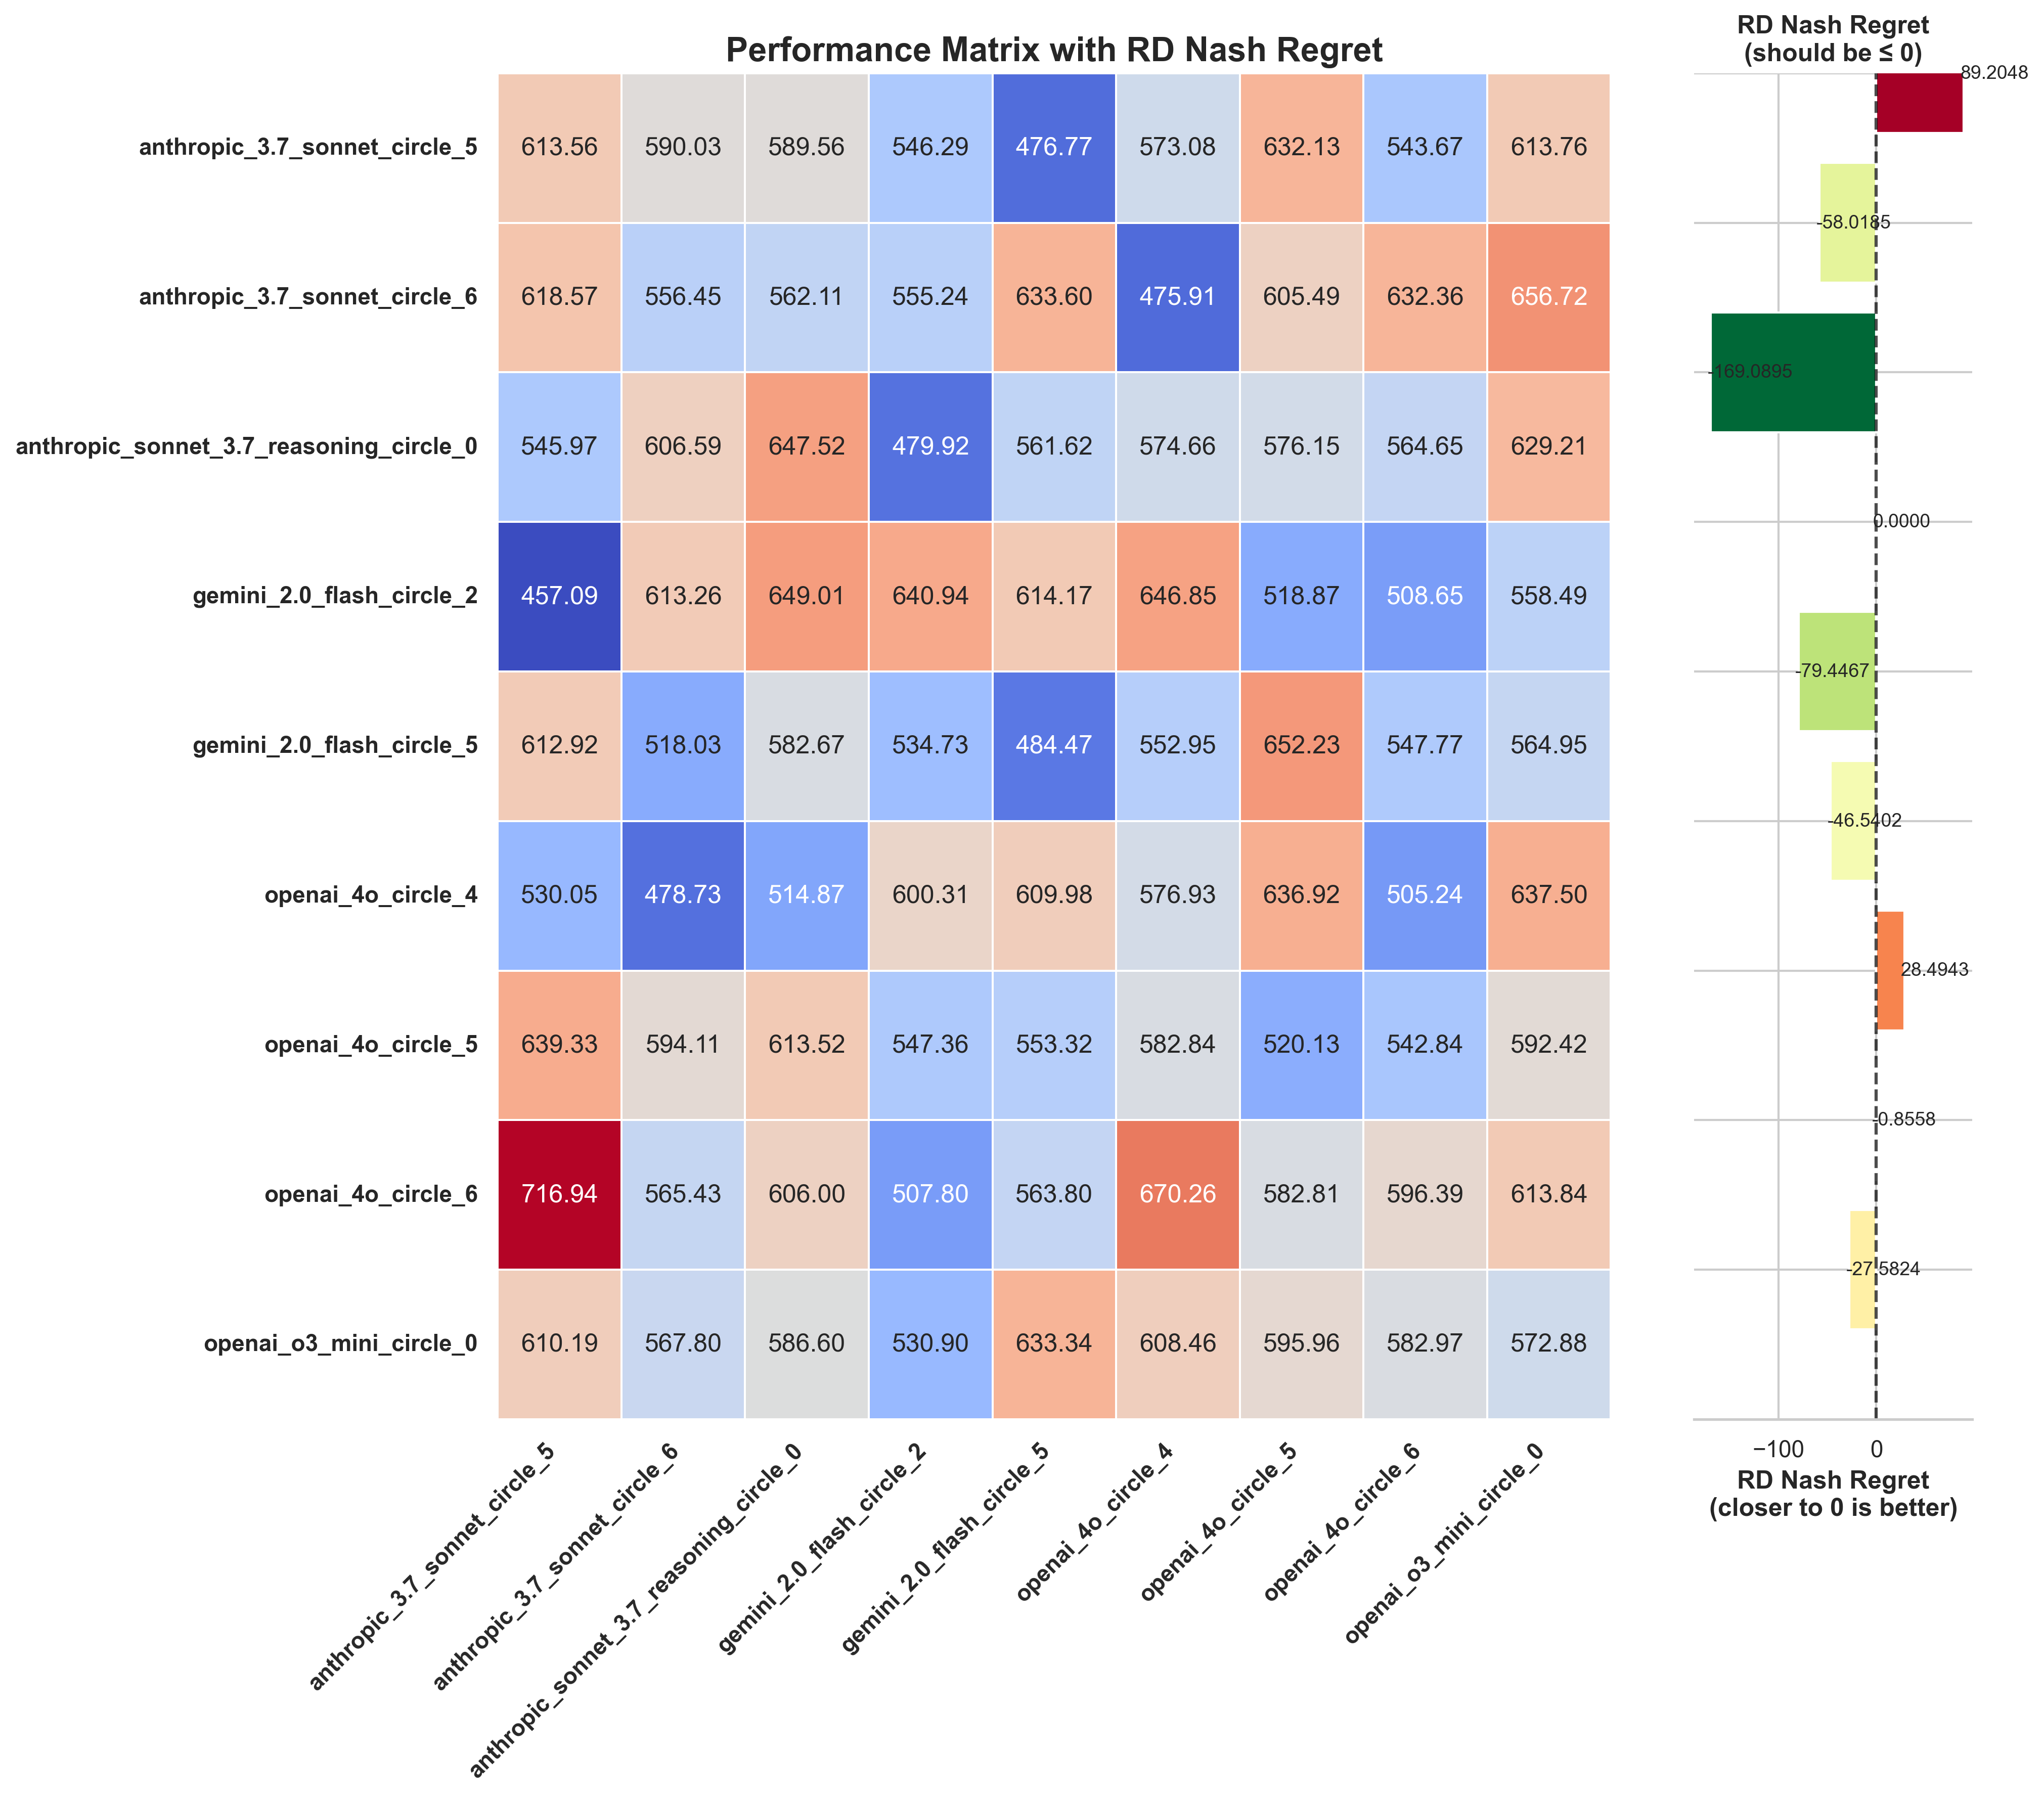 Performance Matrix with RD Nash Regret
RD Nash Regret
(should be ≤ 0)
anthropic_3.7_sonnet_circle_5 613.56 590.03 589.56 546.29 476.77 573.08 632.13 543.67 613.76
anthropic_3.7_sonnet_circle_6 618.57 556.45 562.11 555.24 633.60 475.91 605.49 632.36 656.72
anthropic_sonnet_3.7_reasoning_circle_0 545.97 606.59 647.52 479.92 561.62 574.66 576.15 564.65 629.21
gemini_2.0_flash_circle_2 457.09 613.26 649.01 640.94 614.17 646.85 518.87 508.65 558.49
gemini_2.0_flash_circle_5 612.92 518.03 582.67 534.73 484.47 552.95 652.23 547.77 564.95
openai_4o_circle_4 530.05 478.73 514.87 600.31 609.98 576.93 636.92 505.24 637.50
openai_4o_circle_5 639.33 594.11 613.52 547.36 553.32 582.84 520.13 542.84 592.42
openai_4o_circle_6 716.94 565.43 606.00 507.80 563.80 670.26 582.81 596.39 613.84
openai_o3_mini_circle_0 610.19 567.80 586.60 530.90 633.34 608.46 595.96 582.97 572.88
anthropic_3.7_sonnet_circle_5
anthropic_3.7_sonnet_circle_6
anthropic_sonnet_3.7_reasoning_circle_0
gemini_2.0_flash_circle_2
gemini_2.0_flash_circle_5
openai_4o_circle_4
openai_4o_circle_5
openai_4o_circle_6
openai_o3_mini_circle_0
89.2048
-58.0185
-169.0895
0.0000
-79.4467
-46.5402
28.4943
-0.8558
-27.5824
−100 0
RD Nash Regret
(closer to 0 is better)